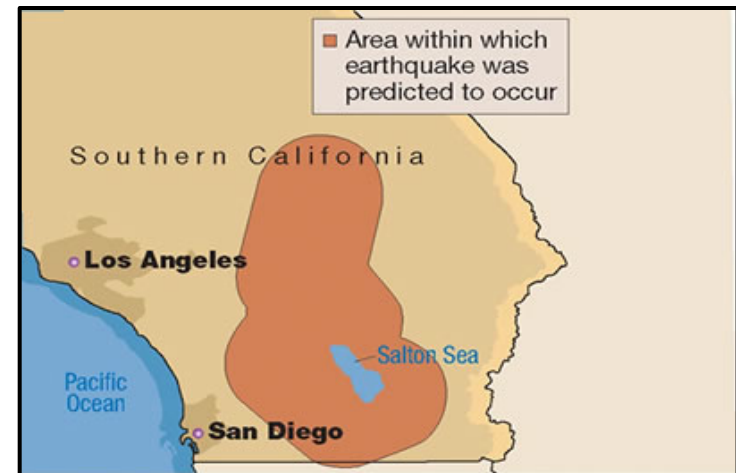 Area within which
earthquake was
predicted to occur
Southern California
Los Angeles
Salton Sea
Pacific
Ocean
San Diego